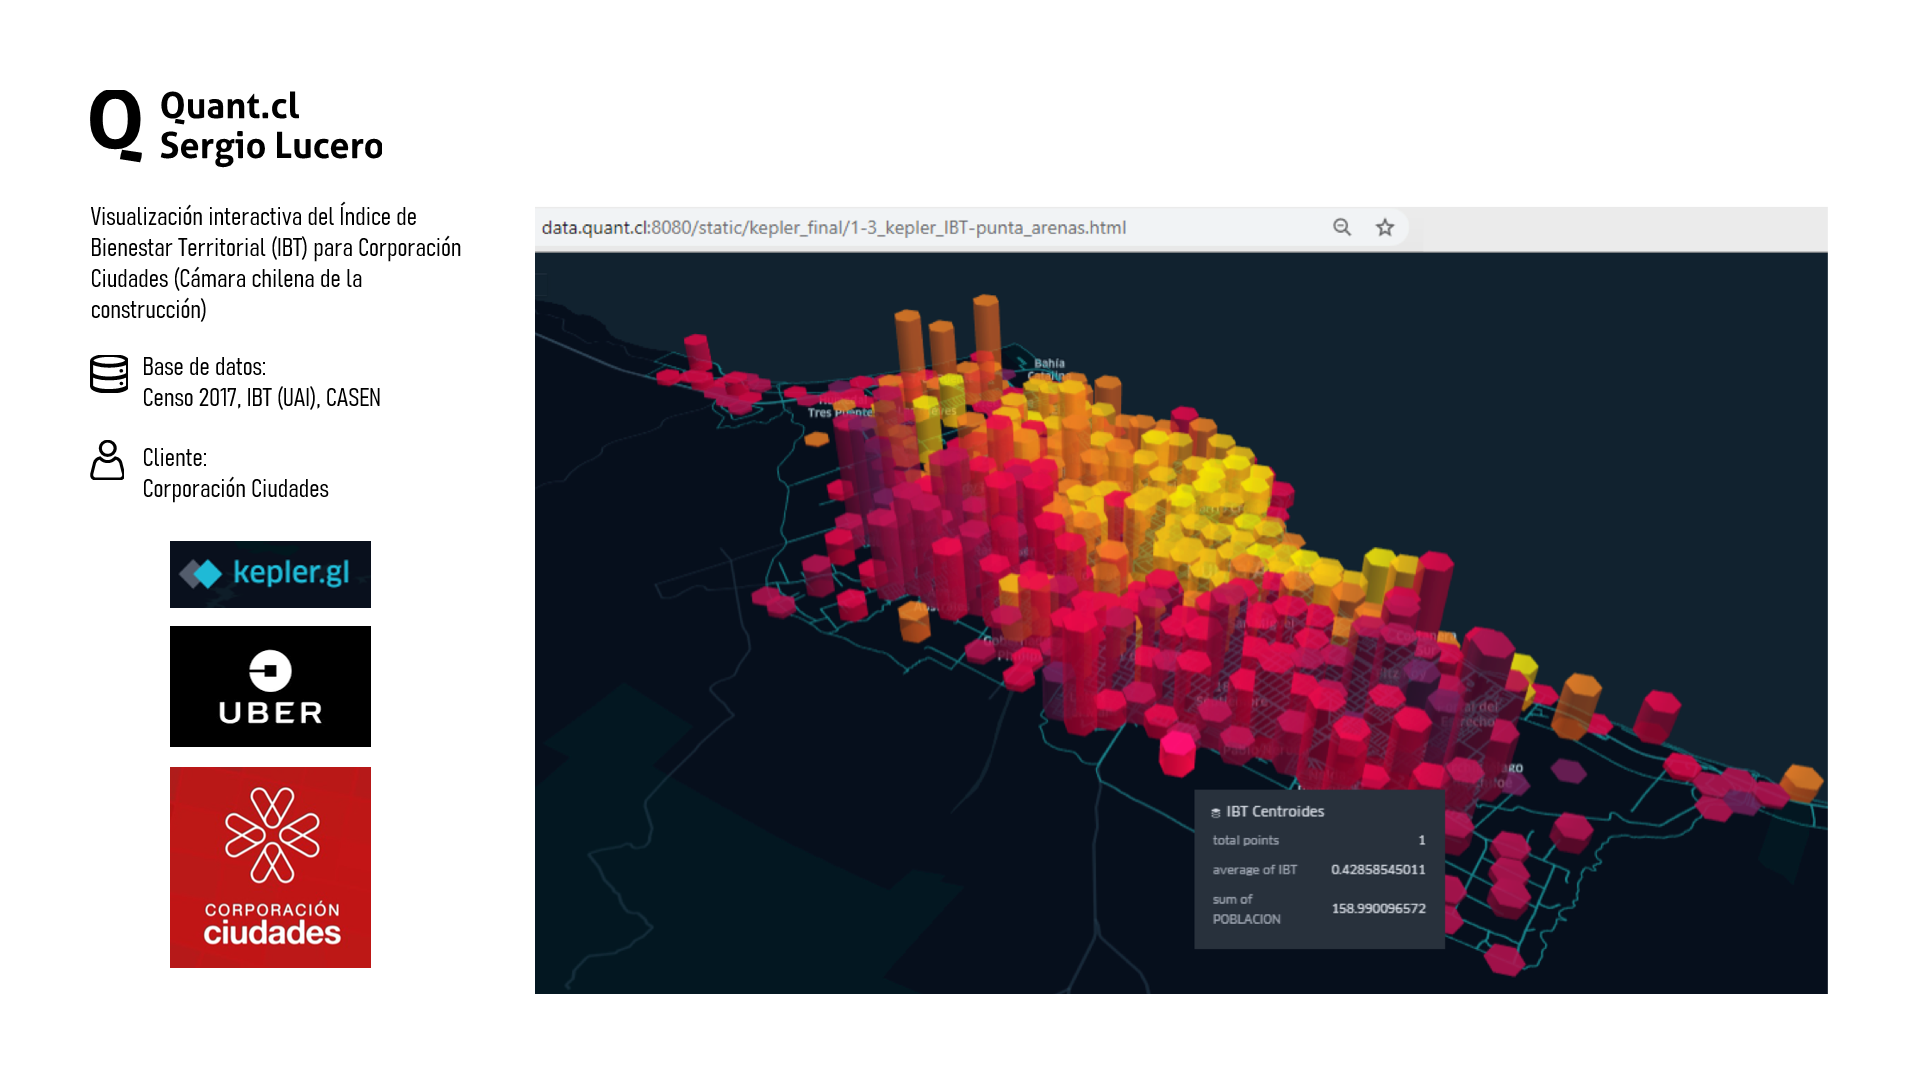 Q
Quant.cl
Sergio Lucero
Visualización interactiva del Índice de
Bienestar Territorial (IBT) para Corporación
Ciudades (Cámara chilena de la
construcción)
Base de datos:
Censo 2017, IBT (UAI), CASEN
Cliente:
Corporación Ciudades
kepler.gl
UBER
CORPORACIÓN
ciudades
data.quant.cl:8080/static/kepler_final/1-3_kepler_IBT-punta_arenas.html
Bahía
Catalina
Tres Puentes
Costanera
Sur
IBT Centroides
total points 1
average of IBT 0.42858545011
sum of
POBLACION 158.990096572